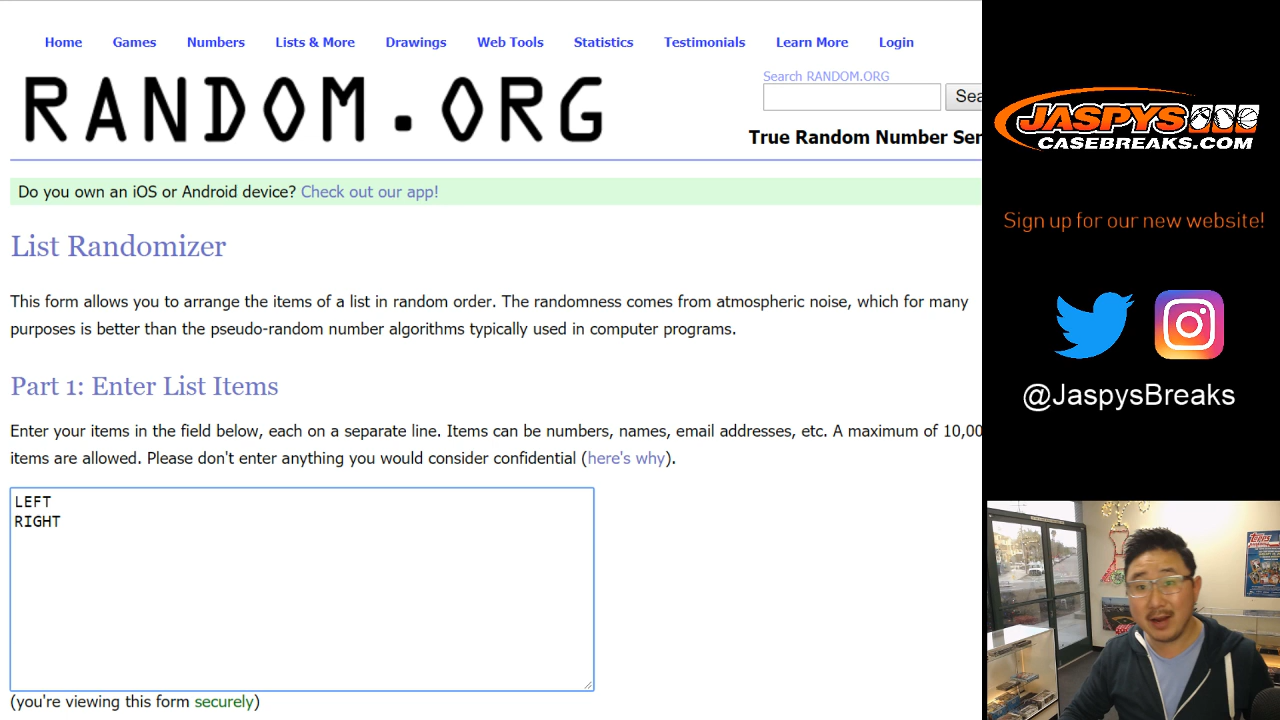 Home Games Numbers Lists & More Drawings Web Tools Statistics Testimonials Learn More Login
RANDOM.ORG
Search RANDOM.ORG
Sea
True Random Number Ser
Do you own an iOS or Android device? Check out our app!
List Randomizer
This form allows you to arrange the items of a list in random order. The randomness comes from atmospheric noise, which for many
purposes is better than the pseudo-random number algorithms typically used in computer programs.
Part 1: Enter List Items
Enter your items in the field below, each on a separate line. Items can be numbers, names, email addresses, etc. A maximum of 10,00
items are allowed. Please don't enter anything you would consider confidential (here's why).
LEFT
RIGHT
(you're viewing this form securely)
JASPYS
CASEBREAKS.COM
Sign up for our new website!
@JaspysBreaks
Topps